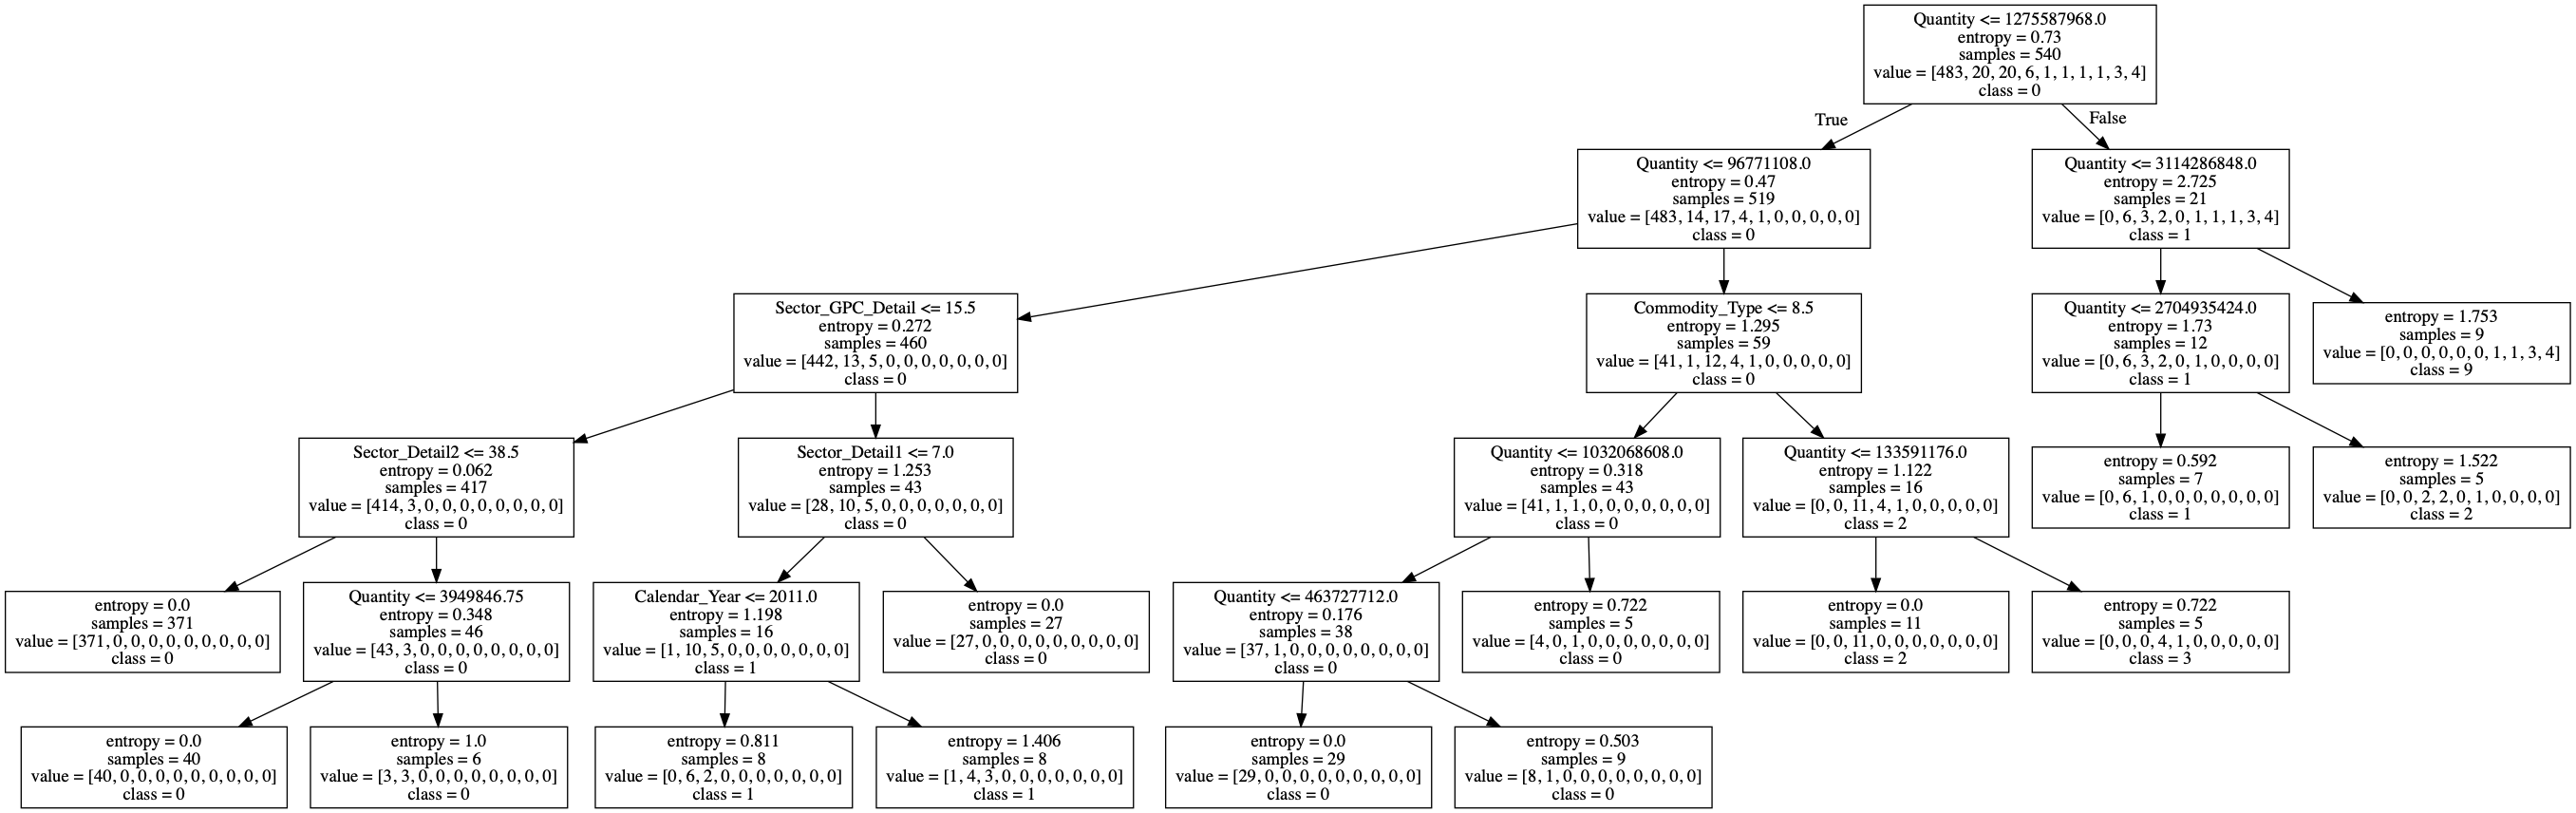 Quantity <= 1275587968.0
entropy = 0.73
samples = 540
value = [483, 20, 20, 6, 1, 1, 1, 1, 3, 4]
class = 0
True
False
Quantity <= 96771108.0
entropy = 0.47
samples = 519
value = [483, 14, 17, 4, 1, 0, 0, 0, 0, 0]
class = 0
Quantity <= 3114286848.0
entropy = 2.725
samples = 21
value = [0, 6, 3, 2, 0, 1, 1, 1, 3, 4]
class = 1
Sector_GPC_Detail <= 15.5
entropy = 0.272
samples = 460
value = [442, 13, 5, 0, 0, 0, 0, 0, 0, 0]
class = 0
Commodity_Type <= 8.5
entropy = 1.295
samples = 59
value = [41, 1, 12, 4, 1, 0, 0, 0, 0, 0]
class = 0
Quantity <= 2704935424.0
entropy = 1.73
samples = 12
value = [0, 6, 3, 2, 0, 1, 0, 0, 0, 0]
class = 1
entropy = 1.753
samples = 9
value = [0, 0, 0, 0, 0, 0, 1, 1, 3, 4]
class = 9
Sector_Detail2 <= 38.5
entropy = 0.062
samples = 417
value = [414, 3, 0, 0, 0, 0, 0, 0, 0, 0]
class = 0
Sector_Detail1 <= 7.0
entropy = 1.253
samples = 43
value = [28, 10, 5, 0, 0, 0, 0, 0, 0, 0]
class = 0
Quantity <= 1032068608.0
entropy = 0.318
samples = 43
value = [41, 1, 1, 0, 0, 0, 0, 0, 0, 0]
class = 0
Quantity <= 133591176.0
entropy = 1.122
samples = 16
value = [0, 0, 11, 4, 1, 0, 0, 0, 0, 0]
class = 2
entropy = 0.592
samples = 7
value = [0, 6, 1, 0, 0, 0, 0, 0, 0, 0]
class = 1
entropy = 1.522
samples = 5
value = [0, 0, 2, 2, 0, 1, 0, 0, 0, 0]
class = 2
entropy = 0.0
samples = 371
value = [371, 0, 0, 0, 0, 0, 0, 0, 0, 0]
class = 0
Quantity <= 3949846.75
entropy = 0.348
samples = 46
value = [43, 3, 0, 0, 0, 0, 0, 0, 0, 0]
class = 0
Calendar_Year <= 2011.0
entropy = 1.198
samples = 16
value = [1, 10, 5, 0, 0, 0, 0, 0, 0, 0]
class = 1
entropy = 0.0
samples = 27
value = [27, 0, 0, 0, 0, 0, 0, 0, 0, 0]
class = 0
Quantity <= 463727712.0
entropy = 0.176
samples = 38
value = [37, 1, 0, 0, 0, 0, 0, 0, 0, 0]
class = 0
entropy = 0.722
samples = 5
value = [4, 0, 1, 0, 0, 0, 0, 0, 0, 0]
class = 0
entropy = 0.0
samples = 11
value = [0, 0, 11, 0, 0, 0, 0, 0, 0, 0]
class = 2
entropy = 0.722
samples = 5
value = [0, 0, 0, 4, 1, 0, 0, 0, 0, 0]
class = 3
entropy = 0.0
samples = 40
value = [40, 0, 0, 0, 0, 0, 0, 0, 0, 0]
class = 0
entropy = 1.0
samples = 6
value = [3, 3, 0, 0, 0, 0, 0, 0, 0, 0]
class = 0
entropy = 0.811
samples = 8
value = [0, 6, 2, 0, 0, 0, 0, 0, 0, 0]
class = 1
entropy = 1.406
samples = 8
value = [1, 4, 3, 0, 0, 0, 0, 0, 0, 0]
class = 1
entropy = 0.0
samples = 29
value = [29, 0, 0, 0, 0, 0, 0, 0, 0, 0]
class = 0
entropy = 0.503
samples = 9
value = [8, 1, 0, 0, 0, 0, 0, 0, 0, 0]
class = 0